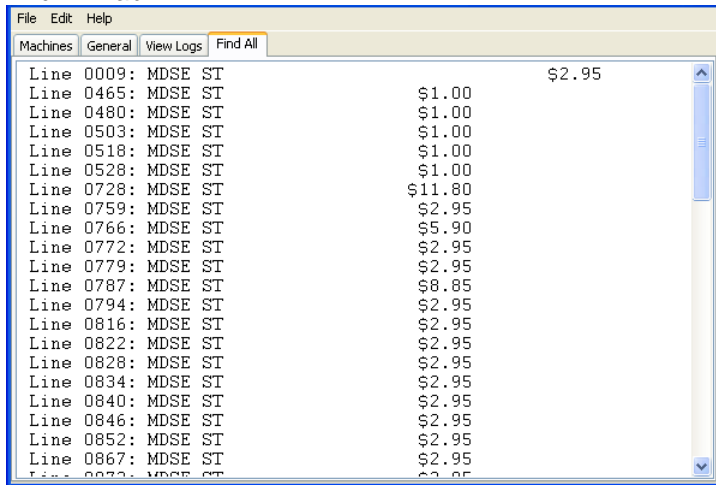 File Edit Help
Machines General View Logs Find All
Line 0009: MDSE ST $2.95
Line 0465: MDSE ST $1.00
Line 0480: MDSE ST $1.00
Line 0503: MDSE ST $1.00
Line 0518: MDSE ST $1.00
Line 0528: MDSE ST $1.00
Line 0728: MDSE ST $11.80
Line 0759: MDSE ST $2.95
Line 0766: MDSE ST $5.90
Line 0772: MDSE ST $2.95
Line 0779: MDSE ST $2.95
Line 0787: MDSE ST $8.85
Line 0794: MDSE ST $2.95
Line 0816: MDSE ST $2.95
Line 0822: MDSE ST $2.95
Line 0828: MDSE ST $2.95
Line 0834: MDSE ST $2.95
Line 0840: MDSE ST $2.95
Line 0846: MDSE ST $2.95
Line 0852: MDSE ST $2.95
Line 0867: MDSE ST $2.95